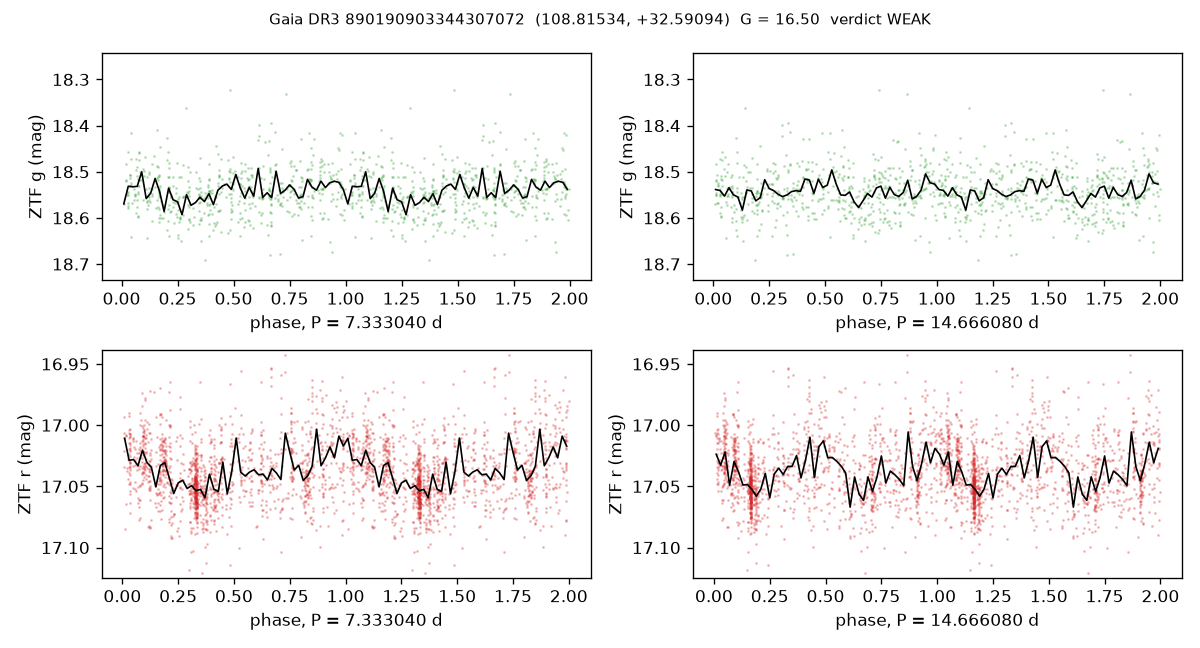 Gaia DR3 890190903344307072  (108.81534, +32.59094)  G = 16.50  verdict WEAK
ZTF g (mag)
18.3
18.4
18.5
18.6
18.7
0.00 0.25 0.50 0.75 1.00 1.25 1.50 1.75 2.00
phase, P = 7.333040 d
ZTF g (mag)
18.3
18.4
18.5
18.6
18.7
0.00 0.25 0.50 0.75 1.00 1.25 1.50 1.75 2.00
phase, P = 14.666080 d
ZTF r (mag)
16.95
17.00
17.05
17.10
0.00 0.25 0.50 0.75 1.00 1.25 1.50 1.75 2.00
phase, P = 7.333040 d
ZTF r (mag)
16.95
17.00
17.05
17.10
0.00 0.25 0.50 0.75 1.00 1.25 1.50 1.75 2.00
phase, P = 14.666080 d